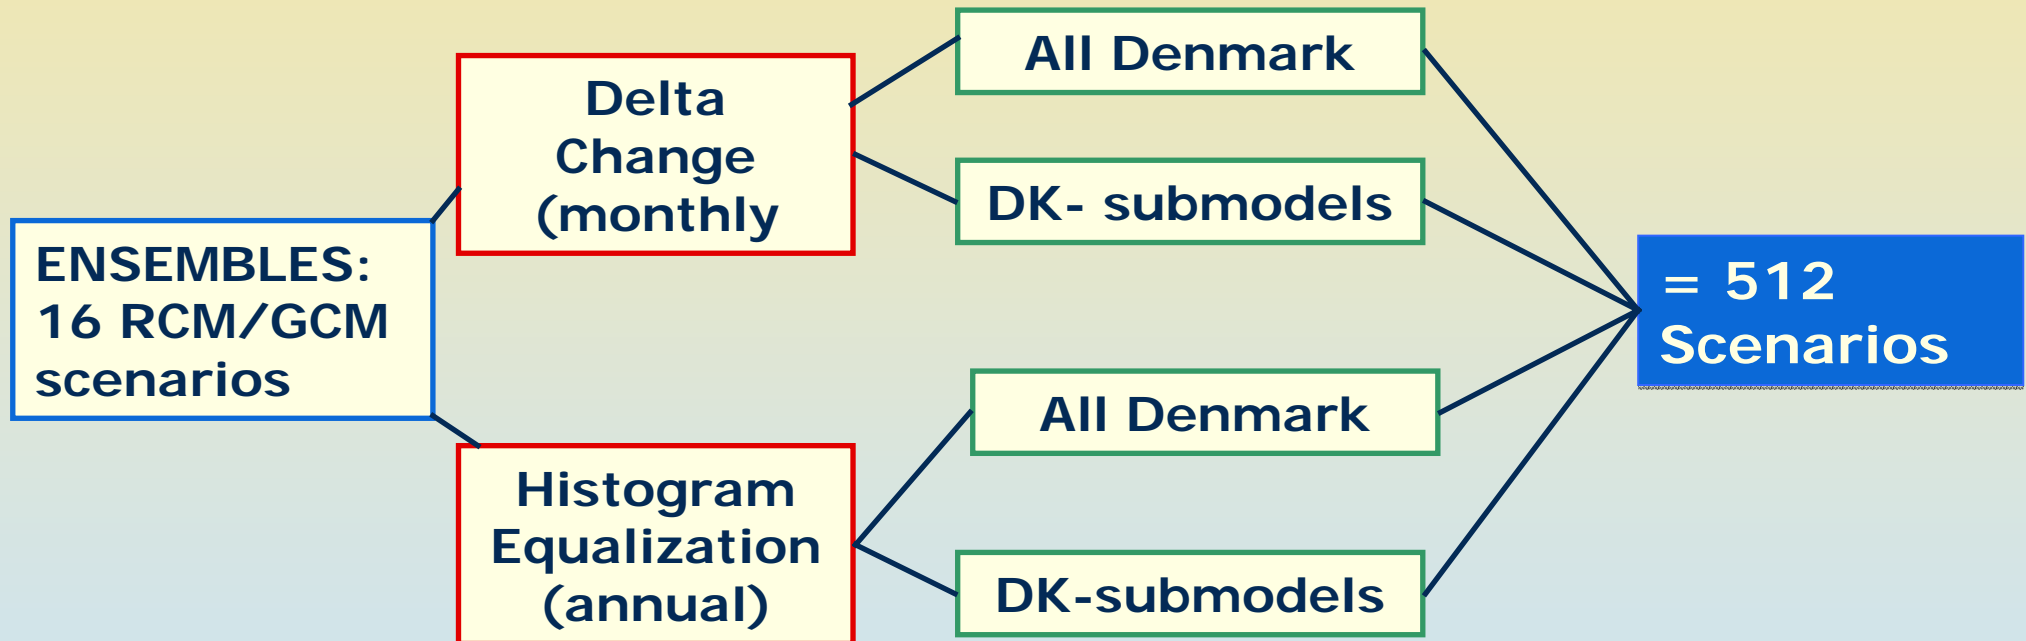 ENSEMBLES:
16 RCM/GCM
scenarios
Delta
Change
(monthly
Histogram
Equalization
(annual)
All Denmark
DK- submodels
All Denmark
DK-submodels
= 512
Scenarios